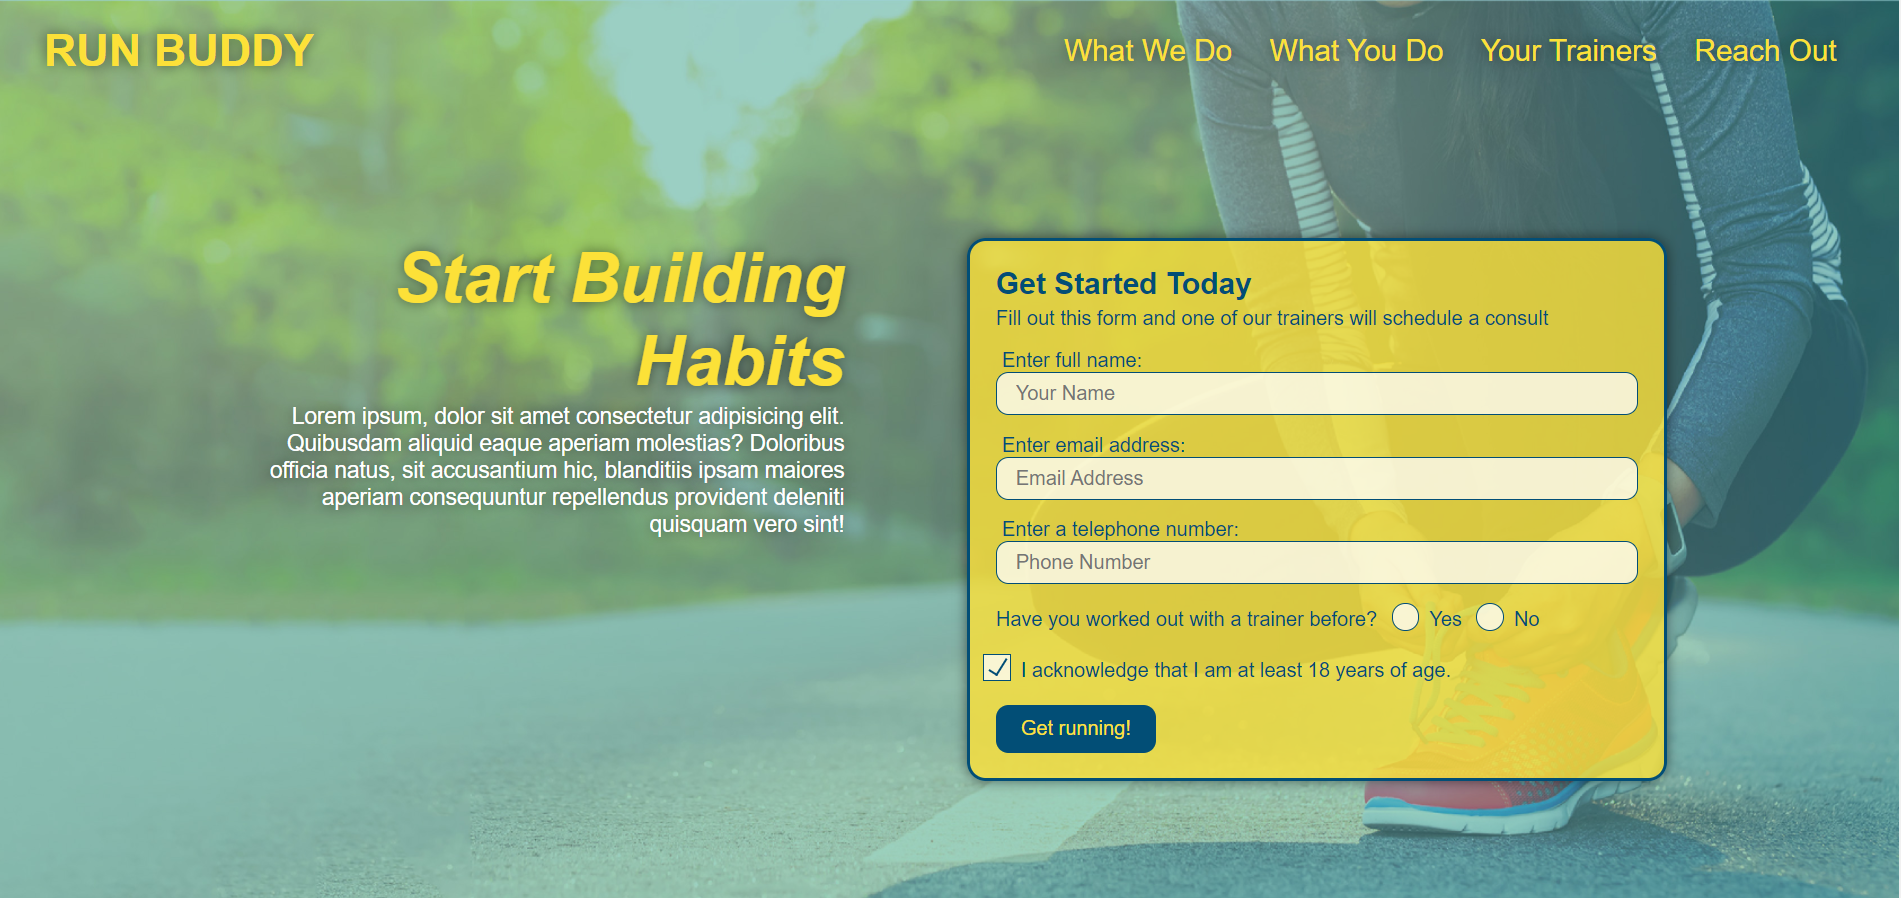 RUN BUDDY
What We Do What You Do Your Trainers Reach Out
Start Building
Habits
Lorem ipsum, dolor sit amet consectetur adipisicing elit.
Quibusdam aliquid eaque aperiam molestias? Doloribus
officia natus, sit accusantium hic, blanditiis ipsam maiores
aperiam consequuntur repellendus provident deleniti
quisquam vero sint!
Get Started Today
Fill out this form and one of our trainers will schedule a consult
Enter full name:
Your Name
Enter email address:
Email Address
Enter a telephone number:
Phone Number
Have you worked out with a trainer before? Yes No
I acknowledge that I am at least 18 years of age.
Get running!